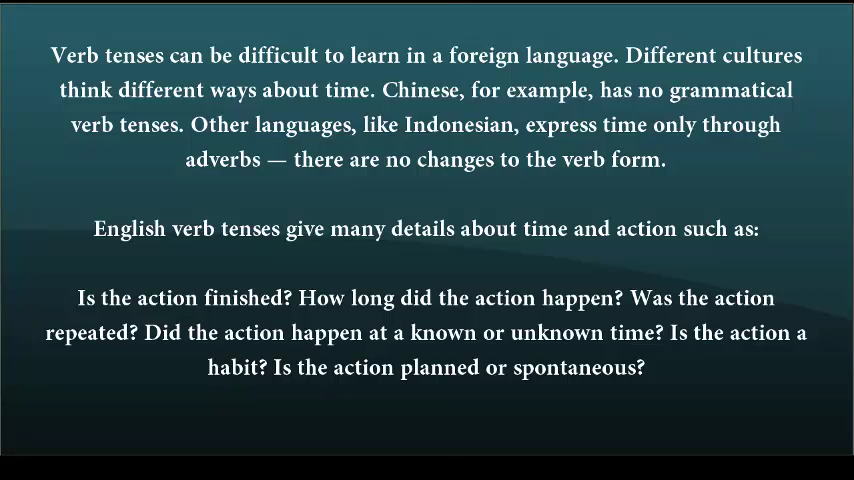 Verb tenses can be difficult to learn in a foreign language. Different cultures
think different ways about time. Chinese, for example, has no grammatical
verb tenses. Other languages, like Indonesian, express time only through
adverbs — there are no changes to the verb form.
English verb tenses give many details about time and action such as:
Is the action finished? How long did the action happen? Was the action
repeated? Did the action happen at a known or unknown time? Is the action a
habit? Is the action planned or spontaneous?